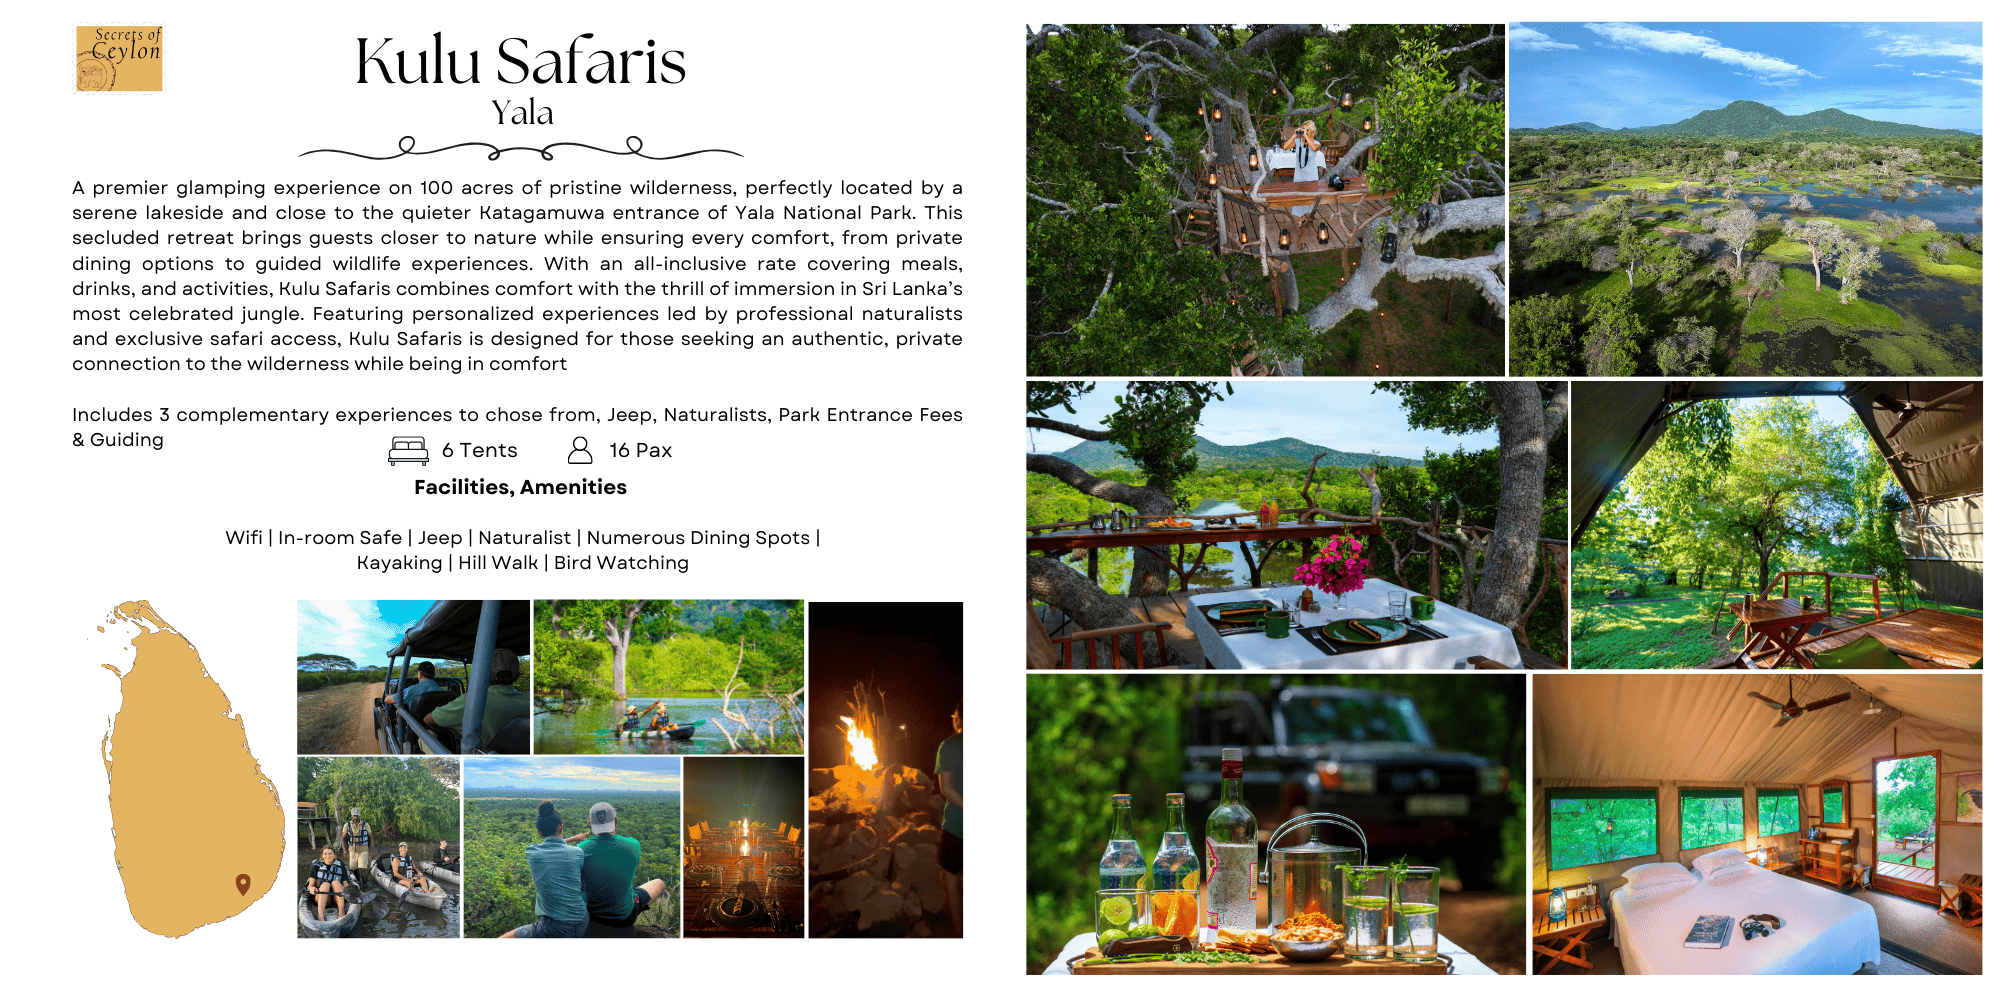 Secrets of
Ceylon
Kulu Safaris
Yala
A premier glamping experience on 100 acres of pristine wilderness, perfectly located by a
serene lakeside and close to the quieter Katagamuwa entrance of Yala National Park. This
secluded retreat brings guests closer to nature while ensuring every comfort, from private
dining options to guided wildlife experiences. With an all-inclusive rate covering meals,
drinks, and activities, Kulu Safaris combines comfort with the thrill of immersion in Sri Lanka’s
most celebrated jungle. Featuring personalized experiences led by professional naturalists
and exclusive safari access, Kulu Safaris is designed for those seeking an authentic, private
connection to the wilderness while being in comfort
Includes 3 complementary experiences to chose from, Jeep, Naturalists, Park Entrance Fees
& Guiding
6 Tents
16 Pax
Facilities, Amenities
Wifi | In-room Safe | Jeep | Naturalist | Numerous Dining Spots |
Kayaking | Hill Walk | Bird Watching